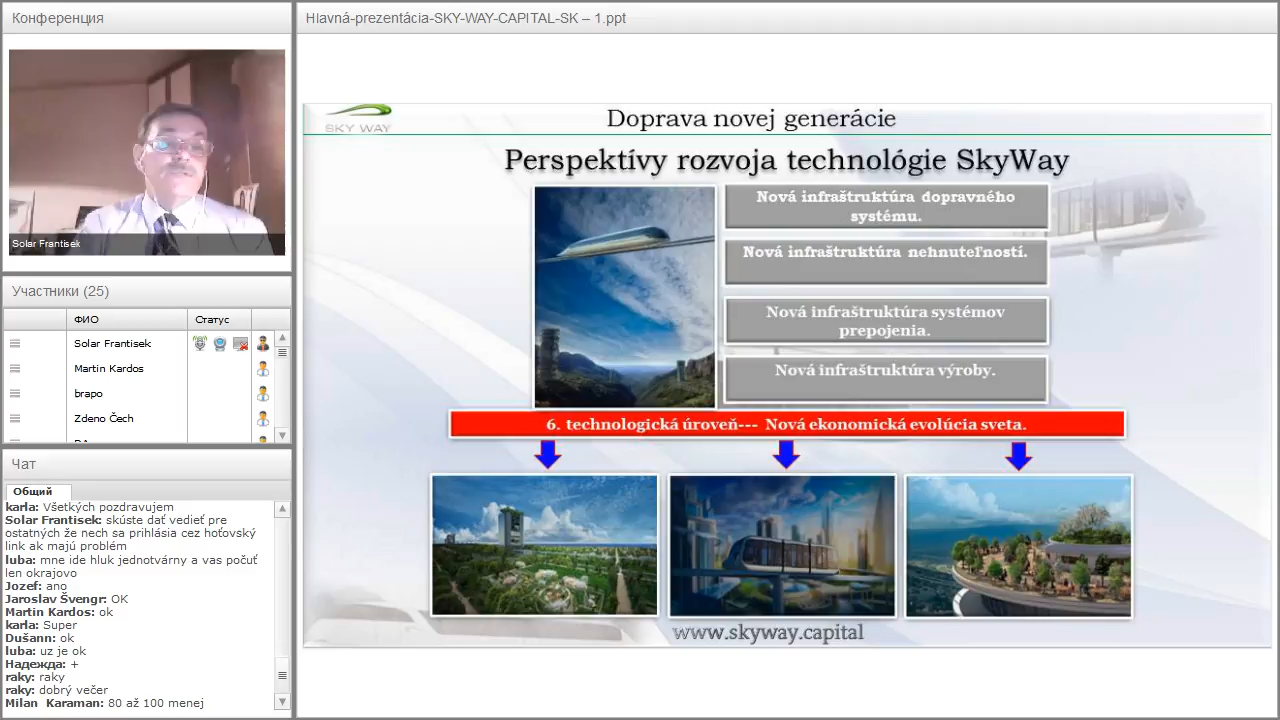 Конференция
Solar Frantisek
Участники (25)
ФИО
Статус
Solar Frantisek
Martin Kardos
brapo
Zdeno Čech
Чат
Общий
karla: Všetkých pozdravujem
Solar Frantisek: skúste dať vedieť pre
ostatných že nech sa prihlásia cez hoťovský
link ak majú problém
luba: mne ide hluk jednotvárny a vas počuť
len okrajovo
Jozef: ano
Jaroslav Švengr: OK
Martin Kardos: ok
karla: Super
Dušann: ok
luba: uz je ok
Надежда: +
raky: raky
raky: dobrý večer
Milan Karaman: 80 až 100 menej
Hlavná-prezentácia-SKY-WAY-CAPITAL-SK – 1.ppt
SKY WAY
Doprava novej generácie
Perspektívy rozvoja technológie SkyWay
Nová infraštruktúra dopravného
systému.
Nová infraštruktúra nehnuteľností.
Nová infraštruktúra systémov
prepojenia.
Nová infraštruktúra výroby.
6. technologická úroveň--- Nová ekonomická evolúcia sveta.
www.skyway.capital